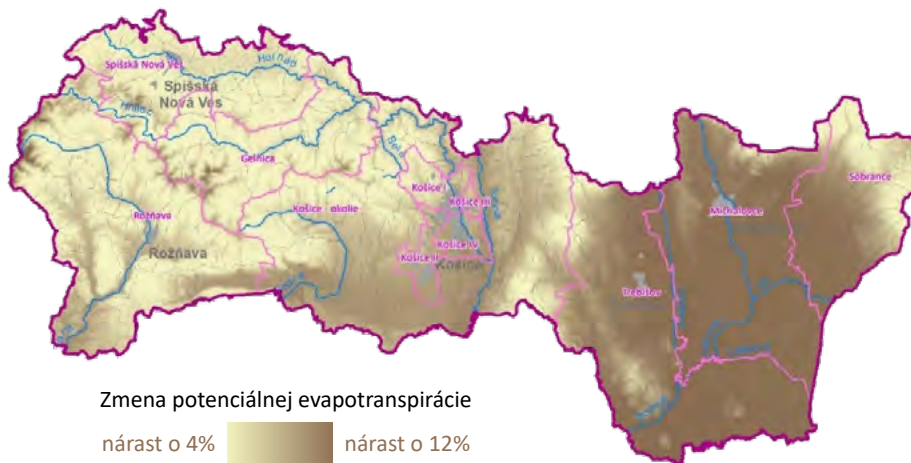 Spišská Nová Ves
Hornád
Spišská
Nová Ves
Hnilec
Gelnica
Košice I
Košice III
Sobrance
Michalovce
Rožňava
Košice - okolie
Košice IV
Košice II
Košice
Rožňava
Trebišov
Zmena potenciálnej evapotranspirácie
nárast o 4%
nárast o 12%